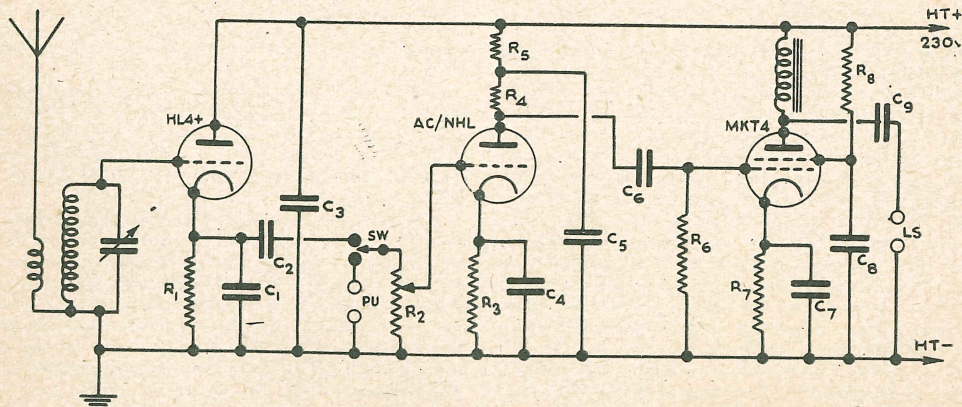 HT+
230v
R5
R4
R8
C9
HL4+
AC/NHL
MKT4
C6
C3
SW
C5
R6
LS
C2
C8
R1
C1
PU
R2
R3
C4
R7
C7
HT-